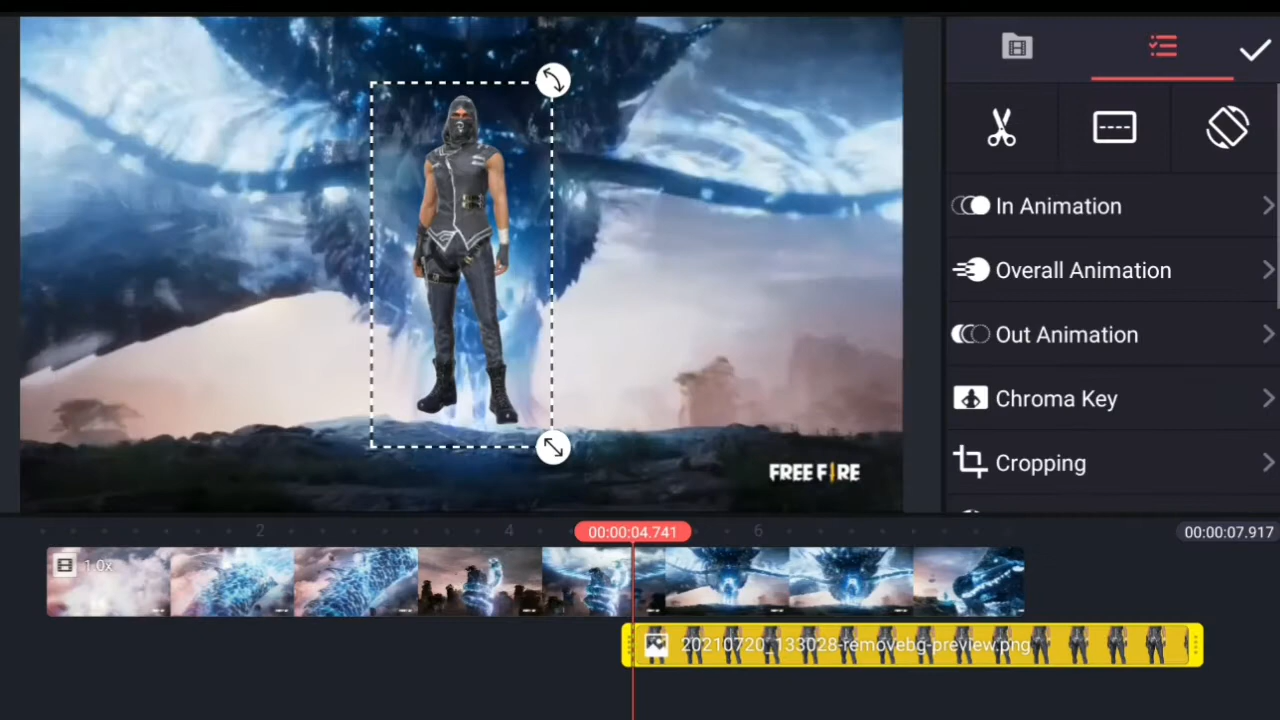 In Animation
Overall Animation
Out Animation
Chroma Key
Cropping
FREE FIRE
2
4
00:00:04.741
6
00:00:07.917
1.0x
20210720_133028-removebg-preview.png